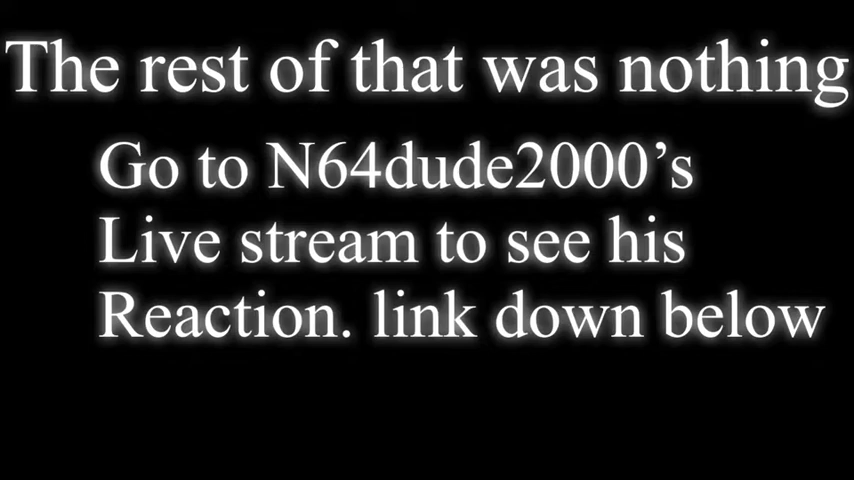 The rest of that was nothing
Go to N64dude2000’s
Live stream to see his
Reaction. link down below